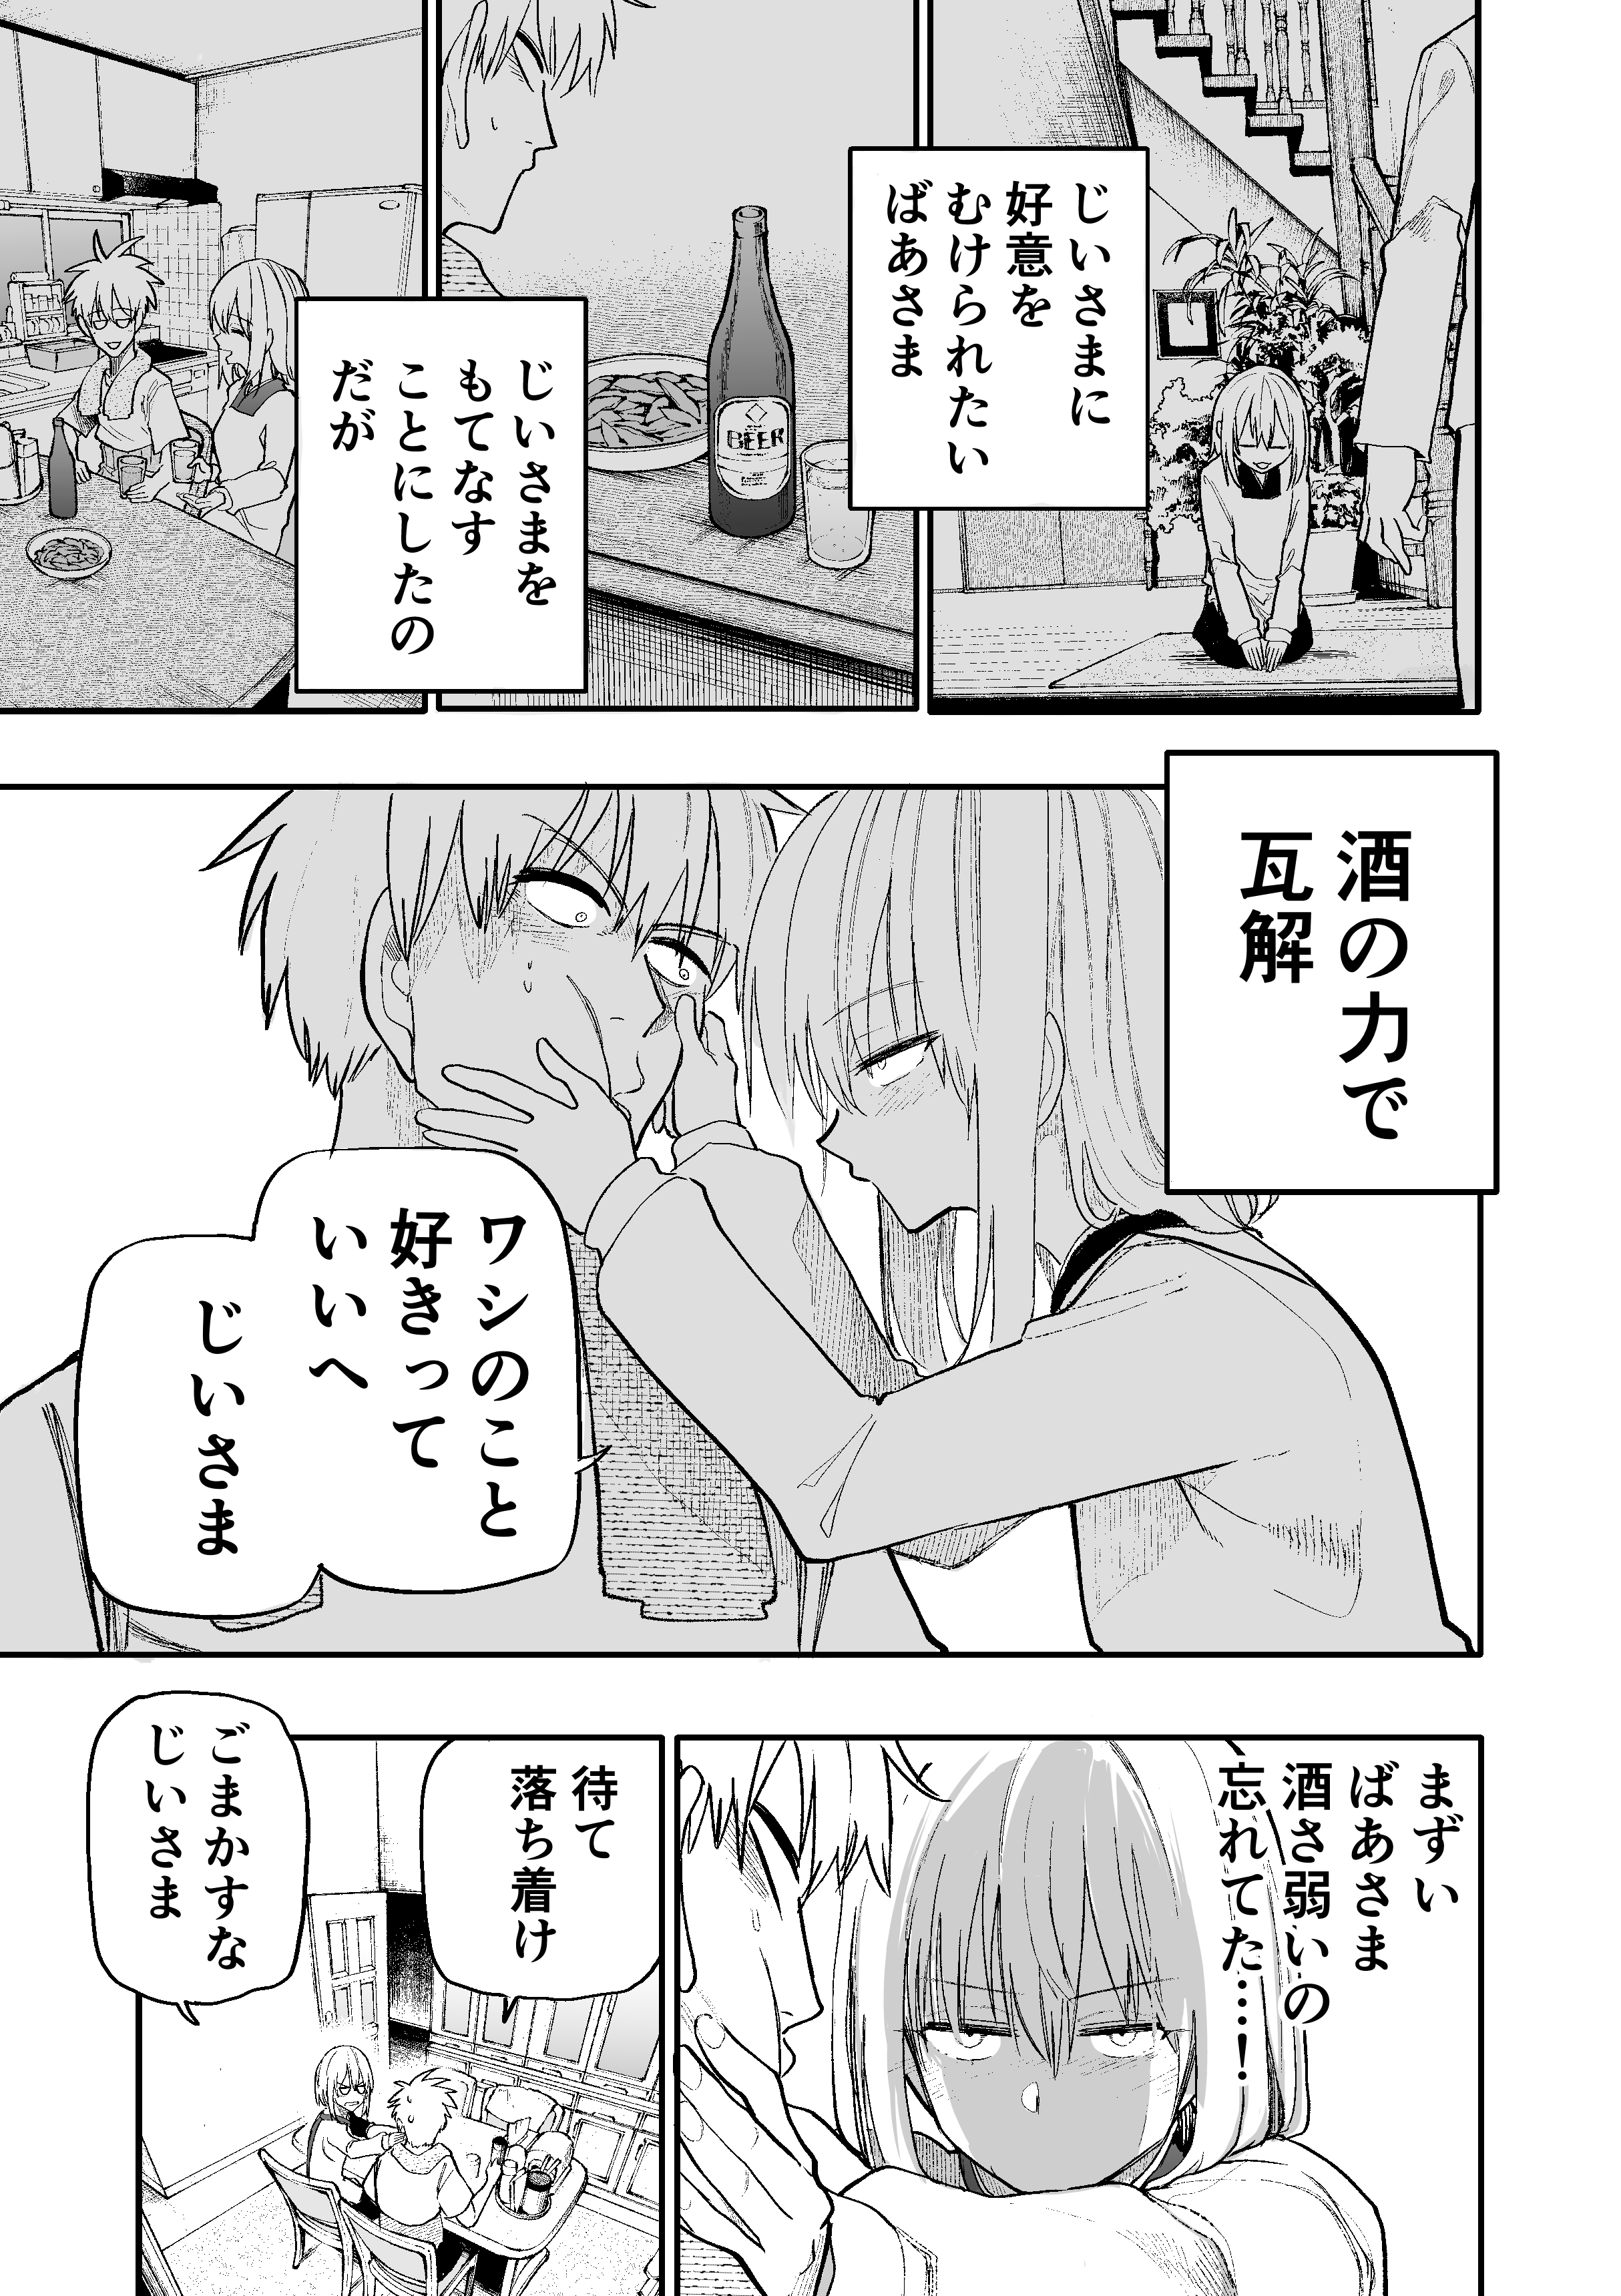 じいさまに
好意を
むけられたい
ばあさま
BEER
じいさまを
もてなす
ことにしたの
だが
酒の力で
瓦解
ワシのこと
好きって
いいへ
じいさま
まずい
ばあさま
酒さ弱いの
忘れてた…!
待て
落ち着け
ごまかすな
じいさま